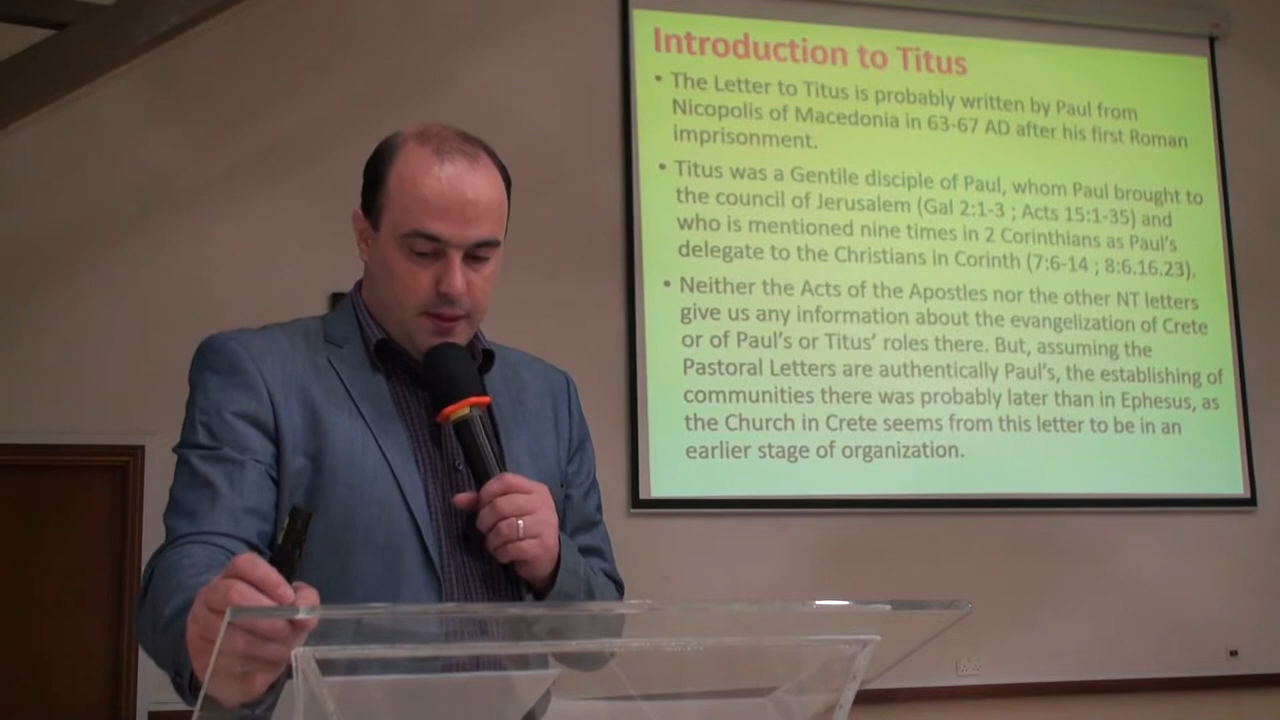 Introduction to Titus
• The Letter to Titus is probably written by Paul from
Nicopolis of Macedonia in 63-67 AD after his first Roman
imprisonment.
• Titus was a Gentile disciple of Paul, whom Paul brought to
the council of Jerusalem (Gal 2:1-3 ; Acts 15:1-35) and
who is mentioned nine times in 2 Corinthians as Paul's
delegate to the Christians in Corinth (7:6-14 ; 8:6.16.23).
• Neither the Acts of the Apostles nor the other NT letters
give us any information about the evangelization of Crete
or of Paul's or Titus' roles there. But, assuming the
Pastoral Letters are authentically Paul's, the establishing of
communities there was probably later than in Ephesus, as
the Church in Crete seems from this letter to be in an
earlier stage of organization.